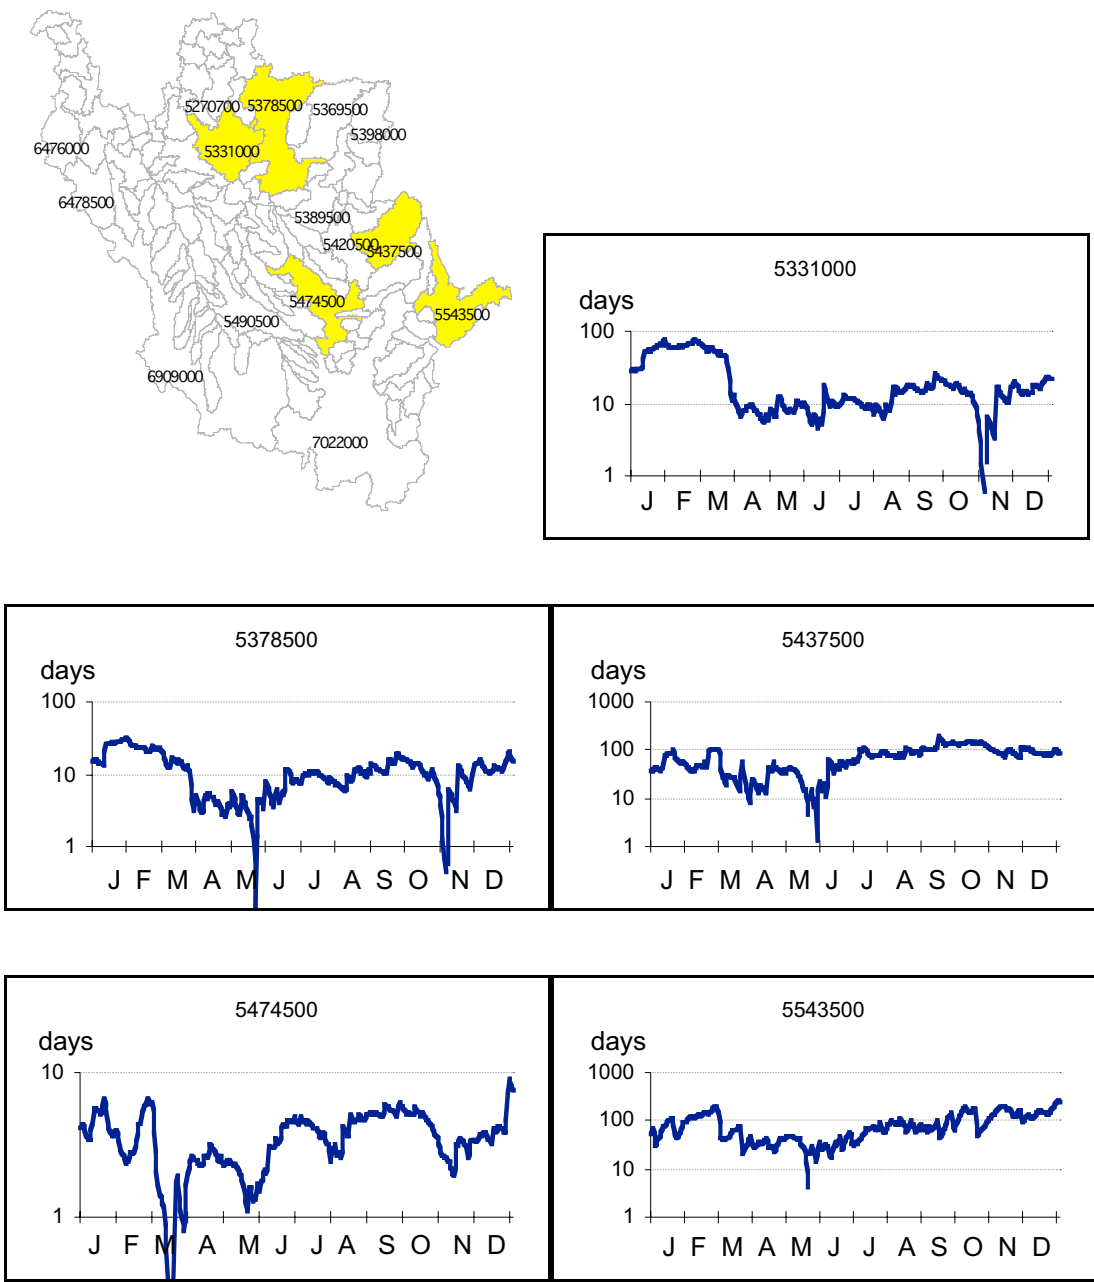 5270700 5378500 5369500
5398000
6476000 5331000
6478500
5389500
5420500 5437500
5474500
5543500
5490500
6909000
7022000
5331000
days
100
10
1
J F M A M J J A S O N D
5378500
days
100
10
1
J F M A M J J A S O N D
5437500
days
1000
100
10
1
J F M A M J J A S O N D
5474500
days
10
1
J F M A M J J A S O N D
5543500
days
1000
100
10
1
J F M A M J J A S O N D